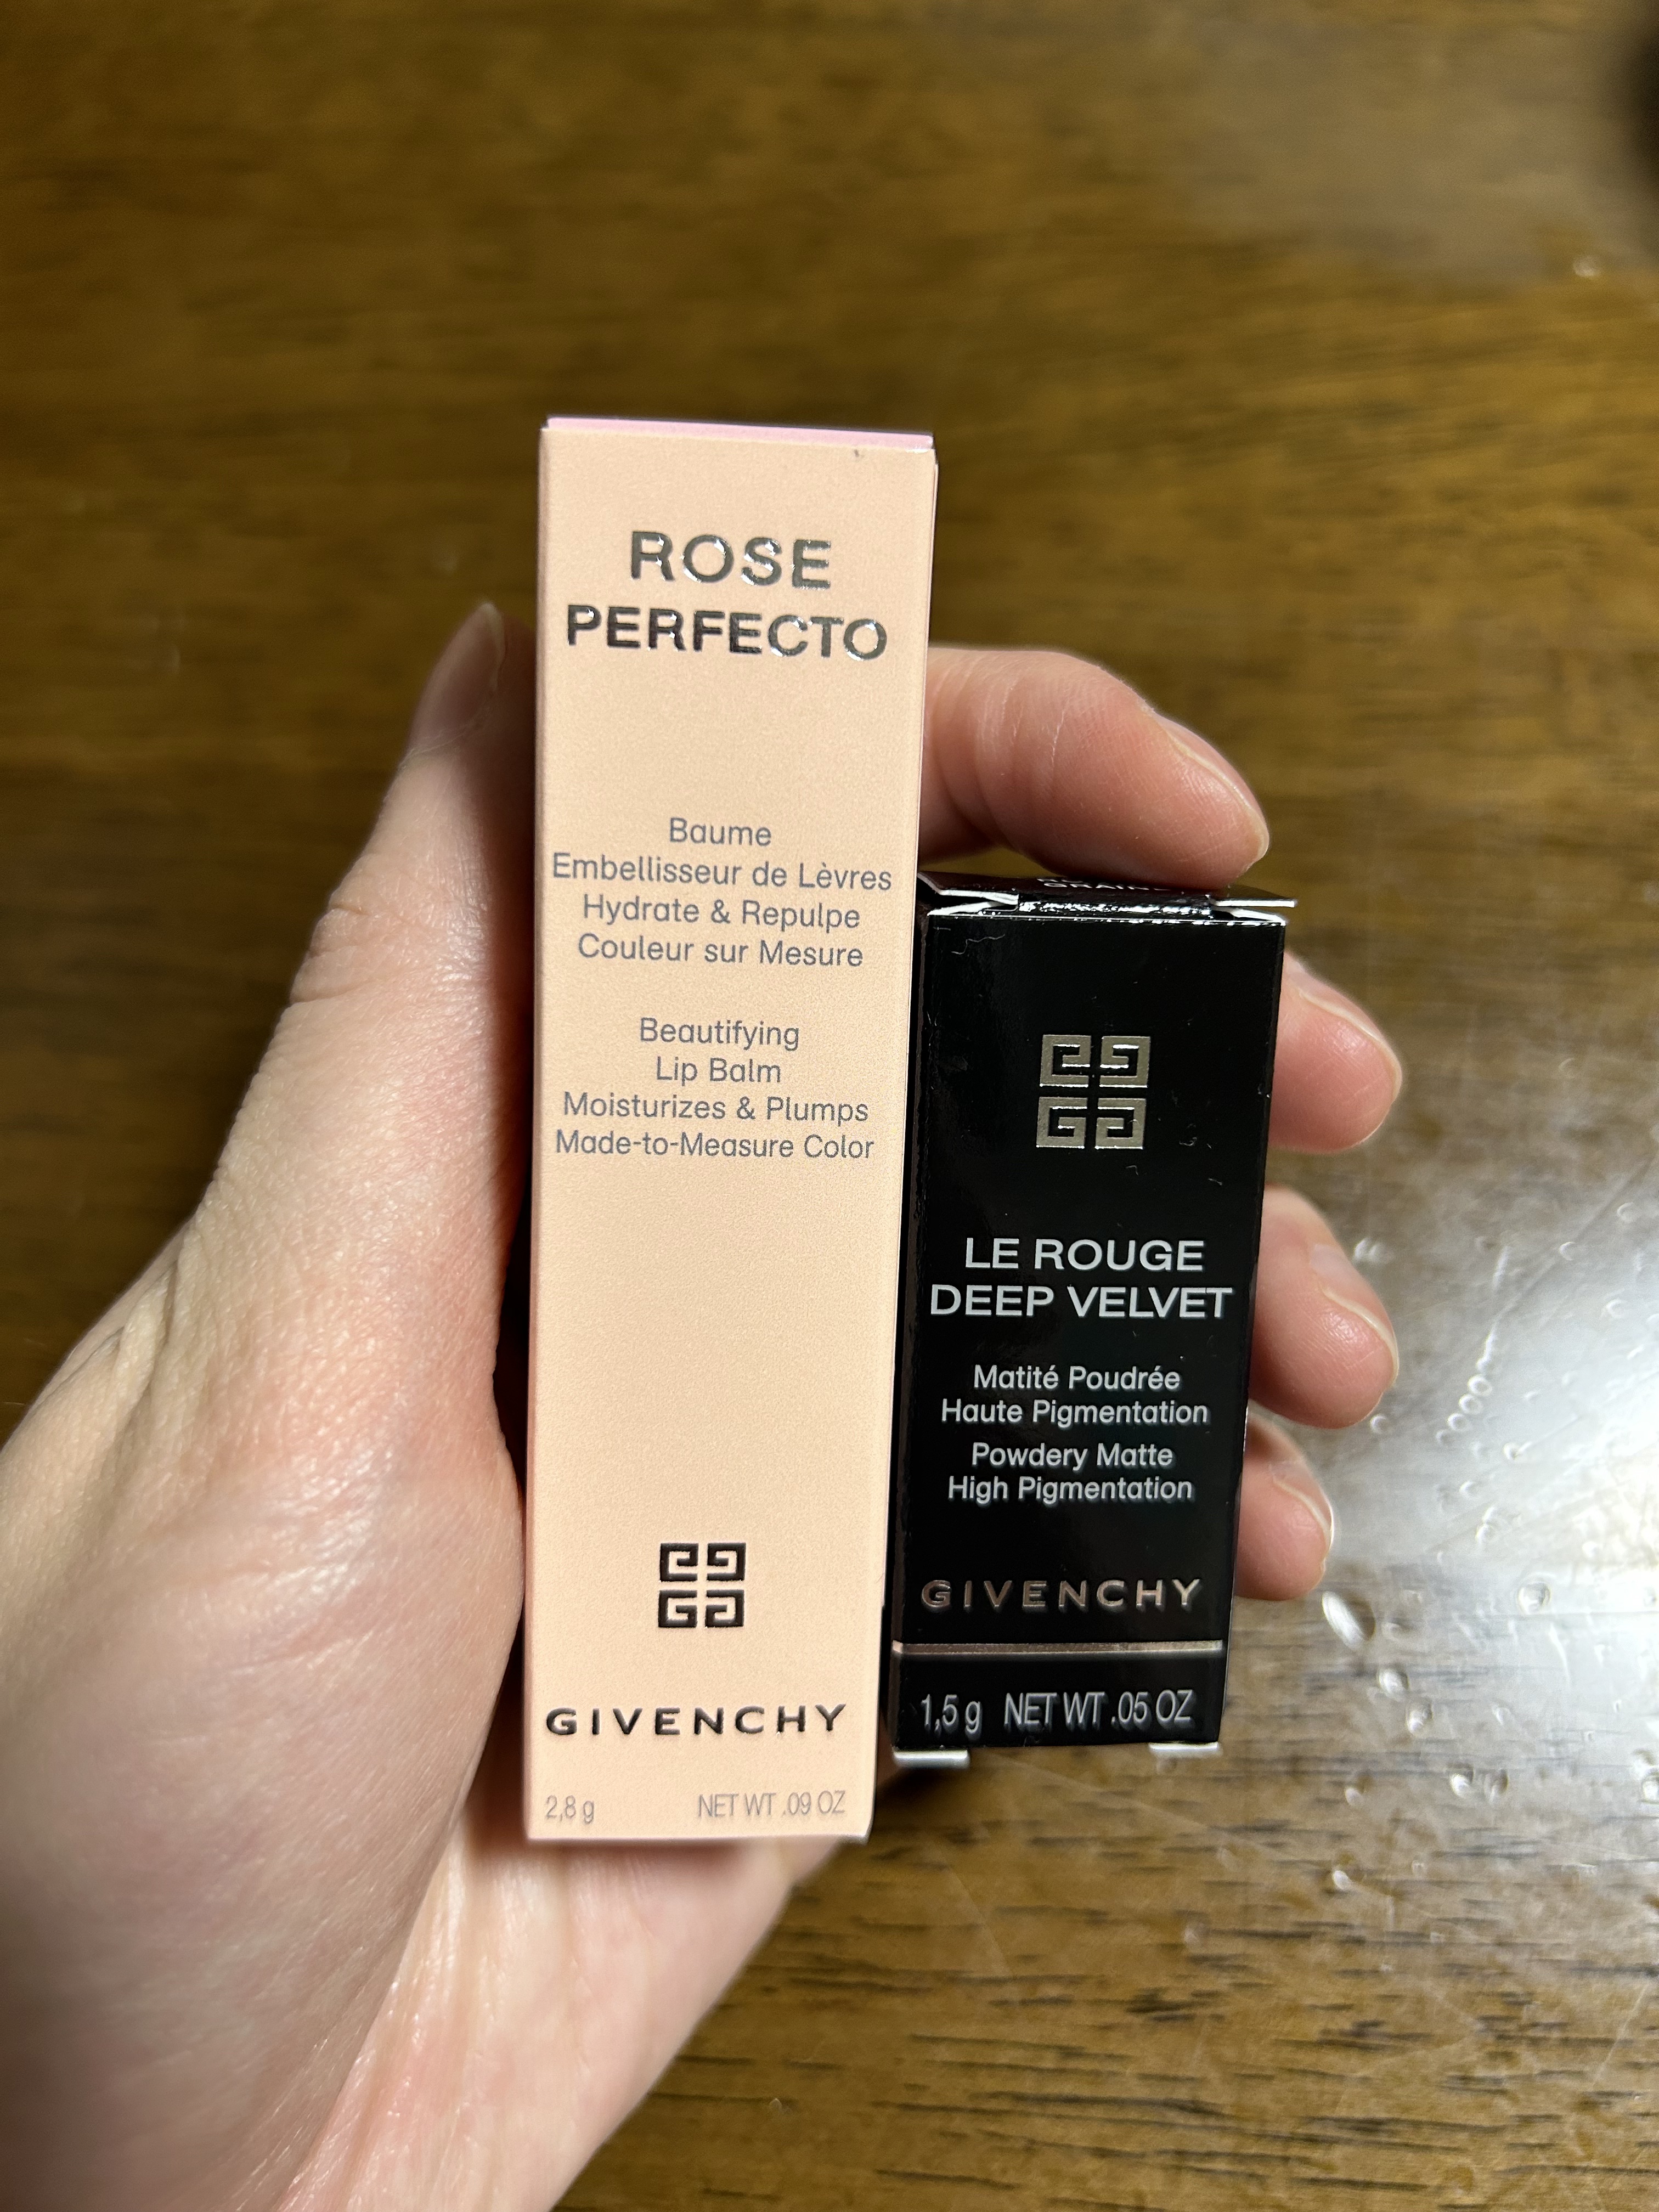 ROSE
PERFECTO
Baume
Embellisseur de Lèvres
Hydrate & Repulpe
Couleur sur Mesure
Beautifying
Lip Balm
Moisturizes & Plumps
Made-to-Measure Color
GIVENCHY
2,8 g NET WT .09 OZ
LE ROUGE
DEEP VELVET
Matité Poudrée
Haute Pigmentation
Powdery Matte
High Pigmentation
GIVENCHY
1,5 g NET WT .05 OZ